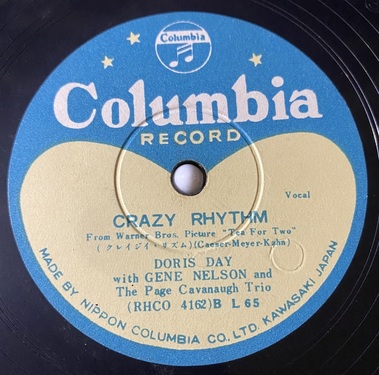 Columbia
Columbia
RECORD
Vocal
CRAZY RHYTHM
From Warner Bros. Picture "Tea For Two"
(クレイジイ・リズム)(Caeser-Meyer-Kahn)
DORIS DAY
with GENE NELSON and
The Page Cavanaugh Trio
(RHCO 4162) B L 65
MADE BY NIPPON COLUMBIA CO., LTD. KAWASAKI JAPAN